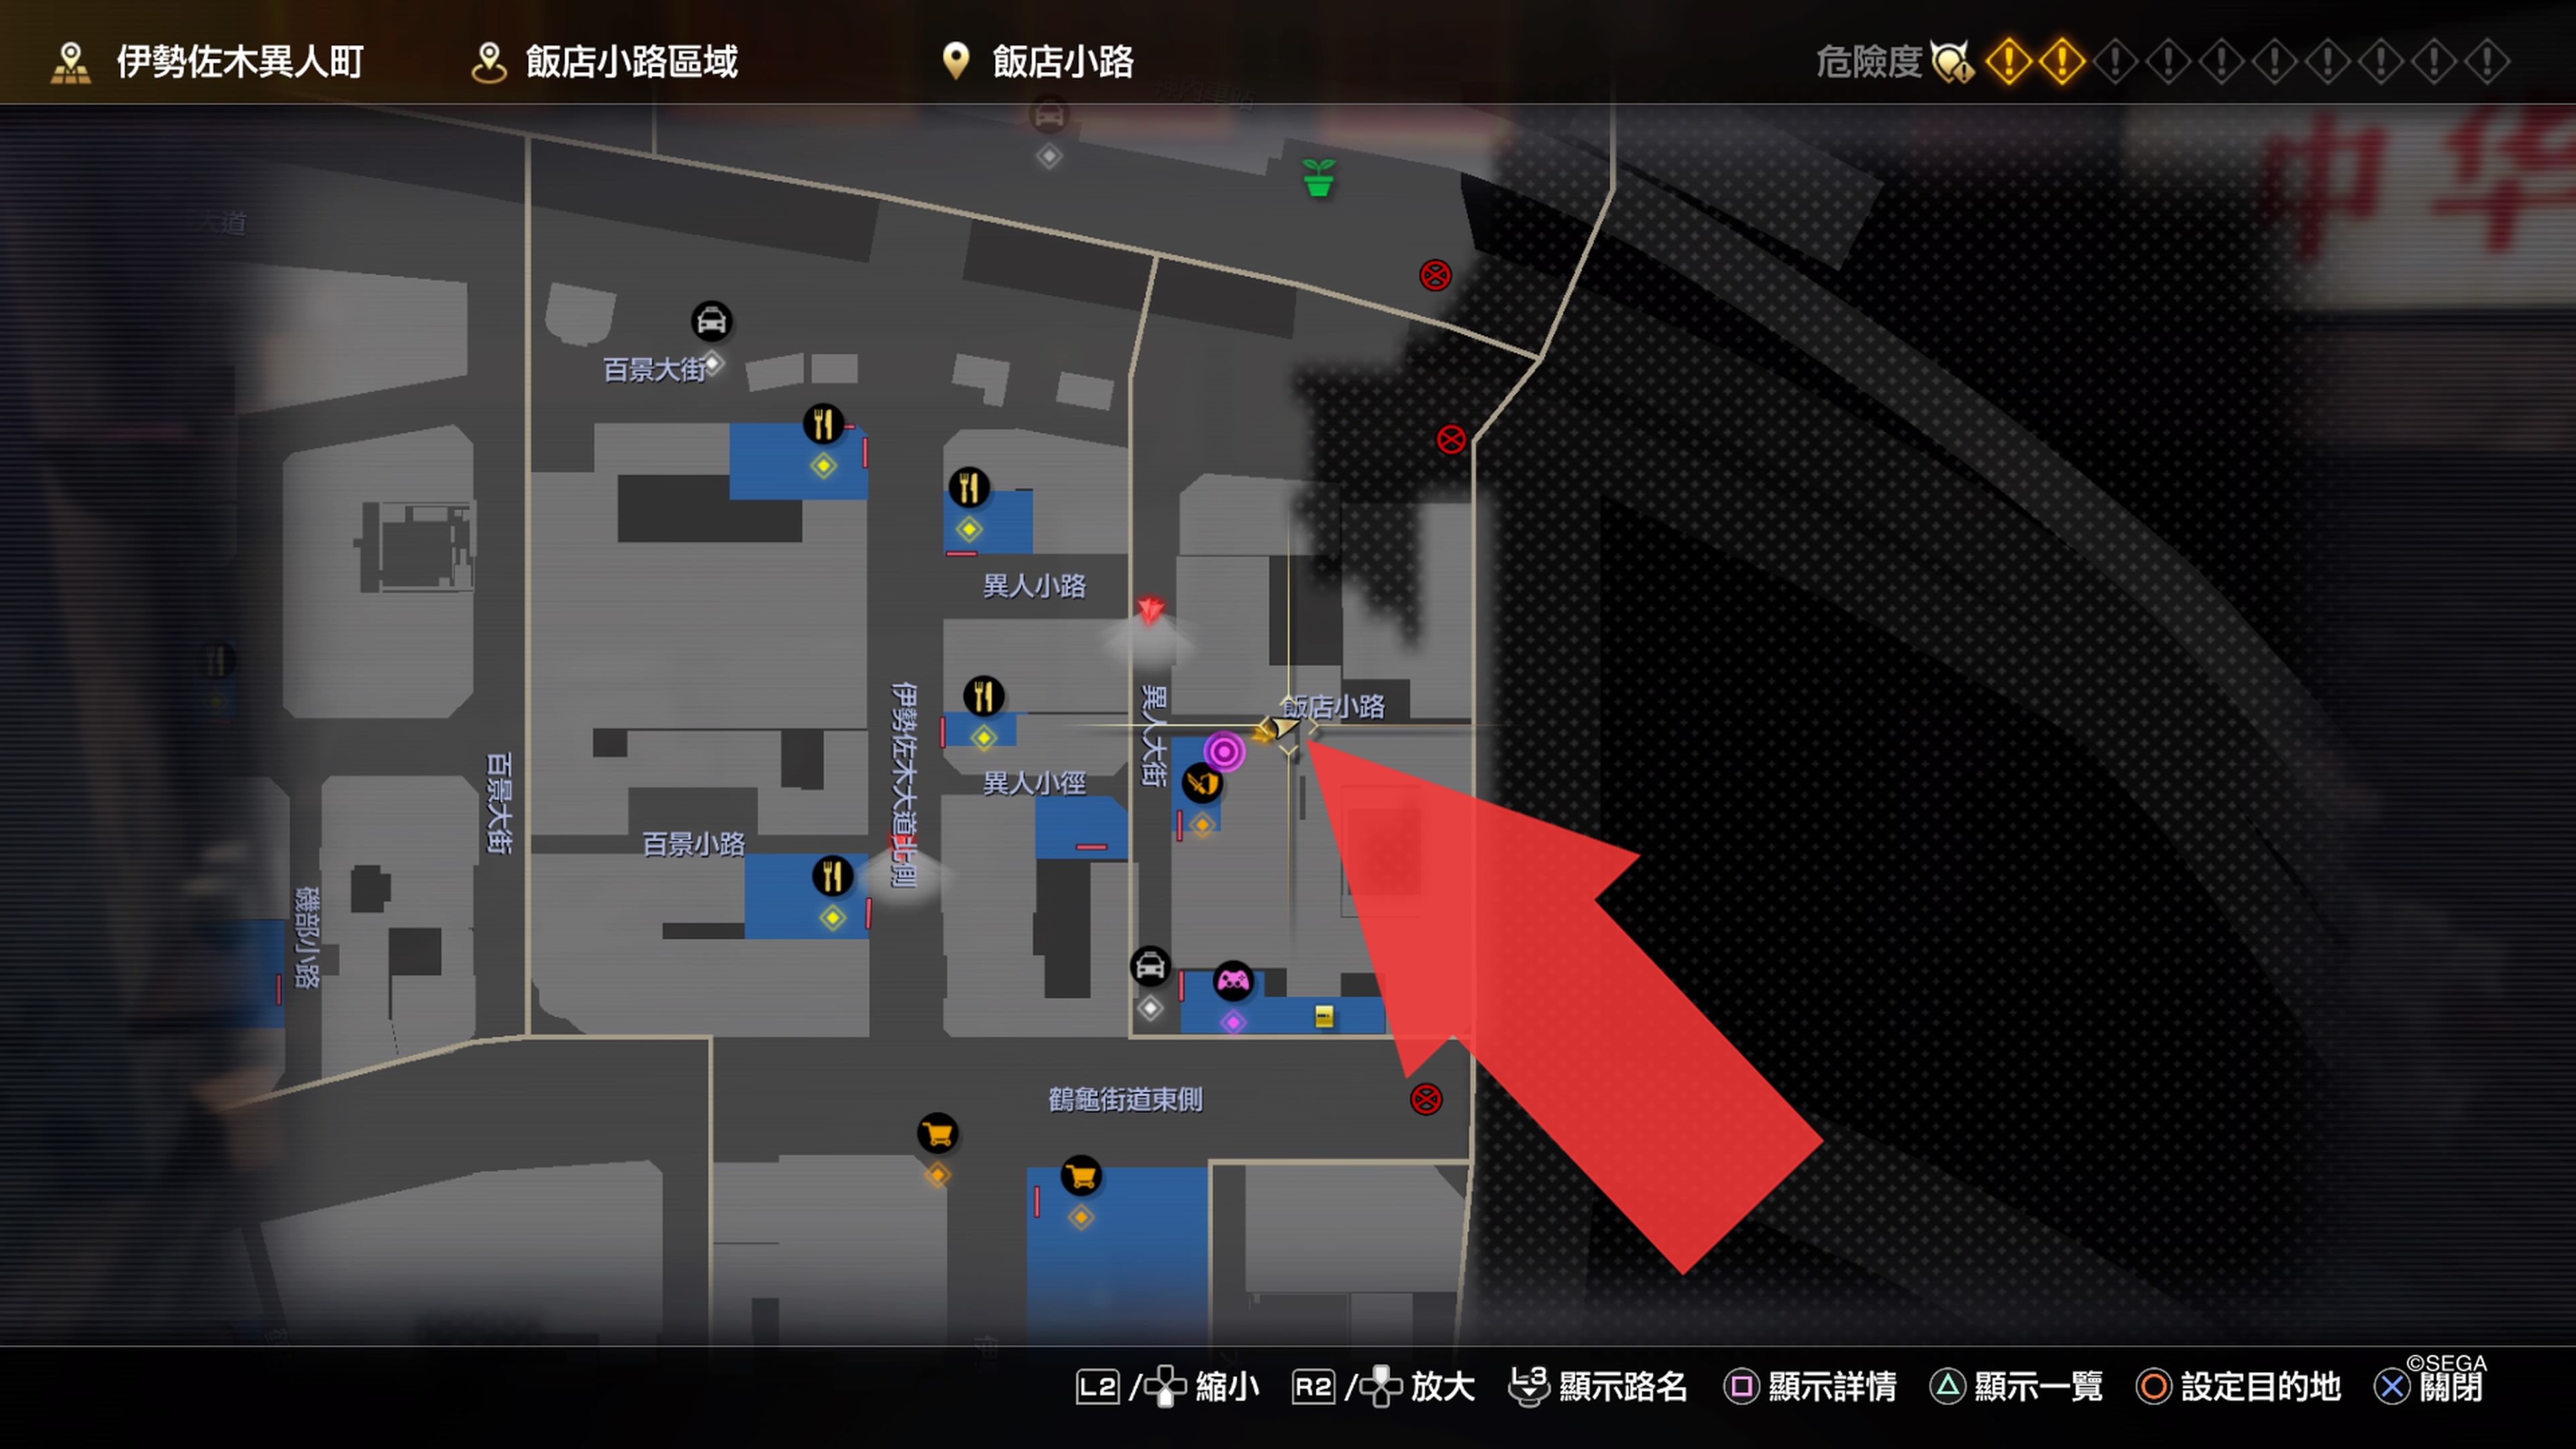 伊勢佐木異人町
飯店小路區域
飯店小路
危險度
中华
大道
百景大街
異人小路
飯店小路
伊勢佐木大道北側
異人大街
百景大街
異人小徑
百景小路
磯部小路
鶴龜街道東側
©SEGA
L2 / 縮小
R2 / 放大
L3 顯示路名
顯示詳情
顯示一覽
設定目的地
關閉